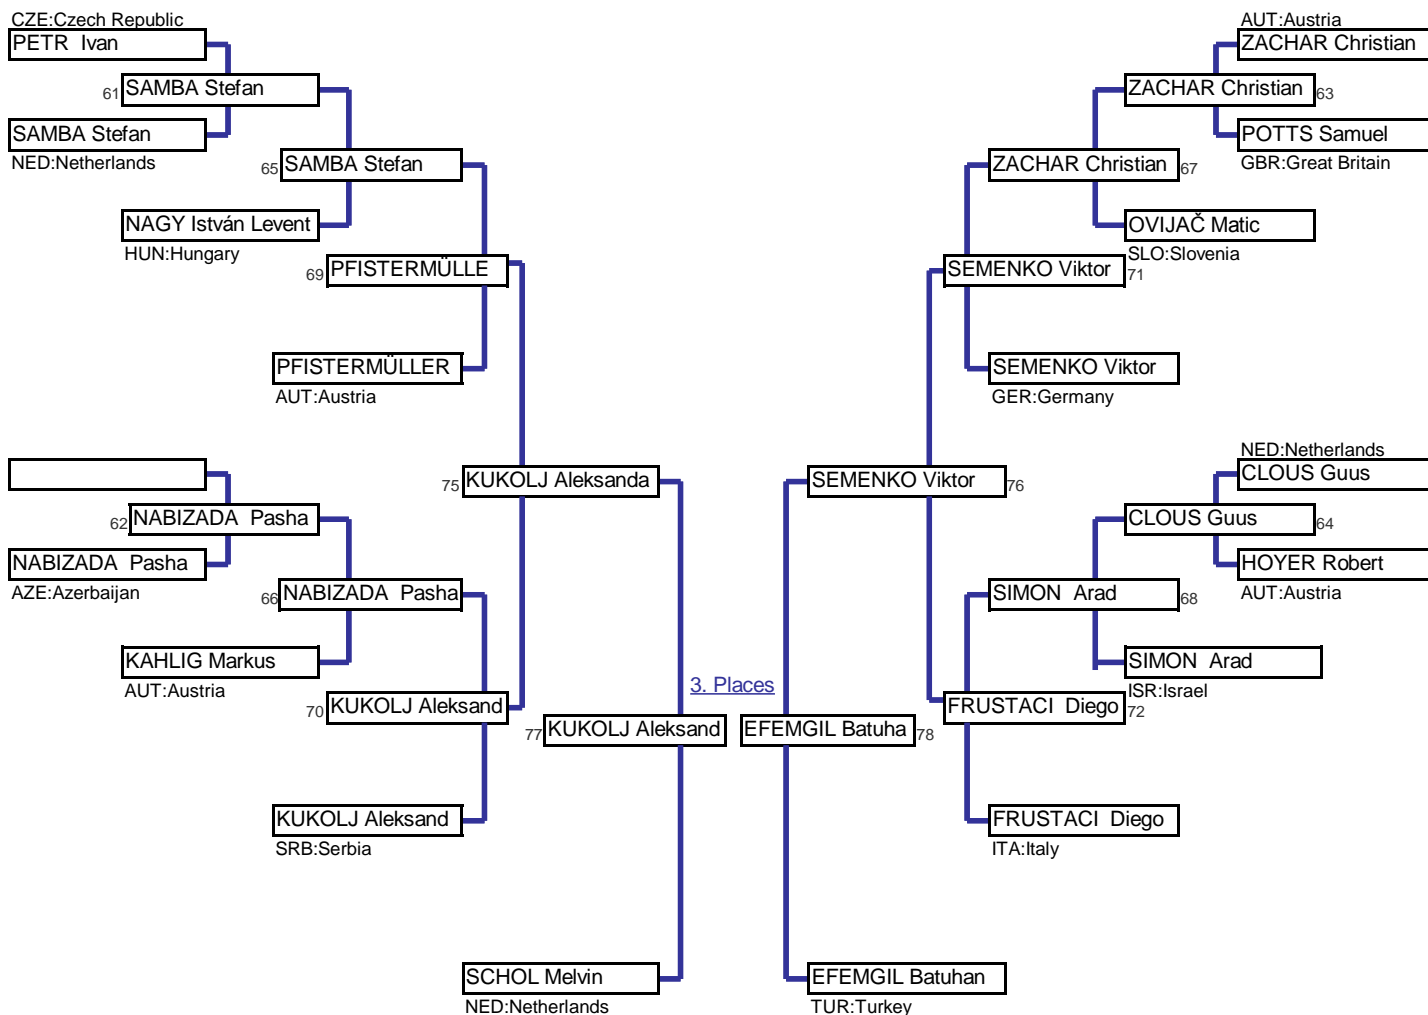 CZE:Czech Republic
PETR Ivan
61 SAMBA Stefan
SAMBA Stefan
NED:Netherlands
65 SAMBA Stefan
NAGY István Levent
HUN:Hungary
69 PFISTERMÜLLE
PFISTERMÜLLER
AUT:Austria
75 KUKOLJ Aleksanda
62 NABIZADA Pasha
NABIZADA Pasha
AZE:Azerbaijan
66 NABIZADA Pasha
KAHLIG Markus
AUT:Austria
70 KUKOLJ Aleksand
KUKOLJ Aleksand
SRB:Serbia
77 KUKOLJ Aleksand
SCHOL Melvin
NED:Netherlands
3. Places
AUT:Austria
ZACHAR Christian
ZACHAR Christian 63
POTTS Samuel
GBR:Great Britain
ZACHAR Christian 67
OVIJAČ Matic
SLO:Slovenia
SEMENKO Viktor 71
SEMENKO Viktor
GER:Germany
SEMENKO Viktor 76
NED:Netherlands
CLOUS Guus
CLOUS Guus 64
HOYER Robert
AUT:Austria
SIMON Arad 68
SIMON Arad
ISR:Israel
FRUSTACI Diego 72
FRUSTACI Diego
ITA:Italy
EFEMGIL Batuha 78
EFEMGIL Batuhan
TUR:Turkey